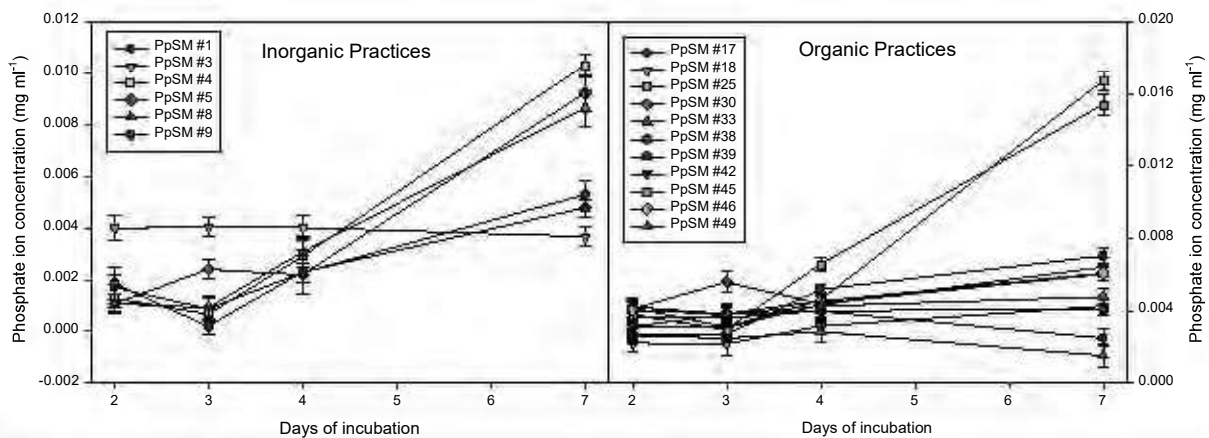 Inorganic Practices
PpSM #1
PpSM #3
PpSM #4
PpSM #5
PpSM #8
PpSM #9
Phosphate ion concentration (mg ml⁻¹)
0.012
0.010
0.008
0.006
0.004
0.002
0.000
-0.002
2
3
4
5
6
7
Days of incubation
Organic Practices
PpSM #17
PpSM #18
PpSM #25
PpSM #30
PpSM #33
PpSM #38
PpSM #39
PpSM #42
PpSM #45
PpSM #46
PpSM #49
0.020
0.016
0.012
0.008
0.004
0.000
Phosphate ion concentration (mg ml⁻¹)
2
3
4
5
6
7
Days of incubation